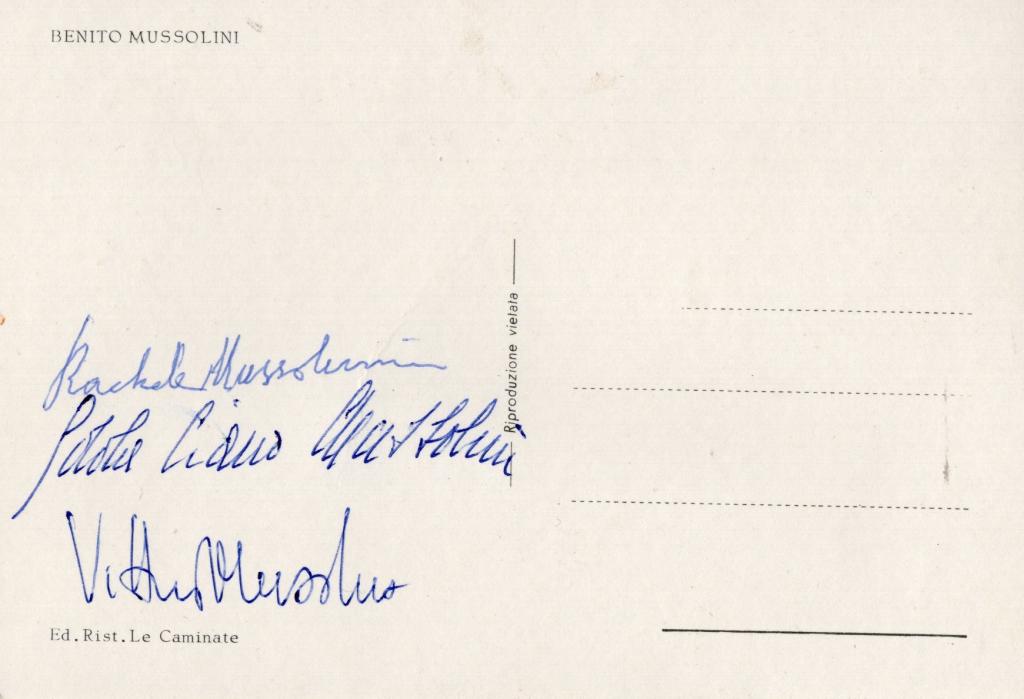 BENITO MUSSOLINI
Riproduzione vietata
Rachele Mussolini
Edda Ciano Mussolini
Vittorio Mussolini
Ed.Rist.Le Caminate